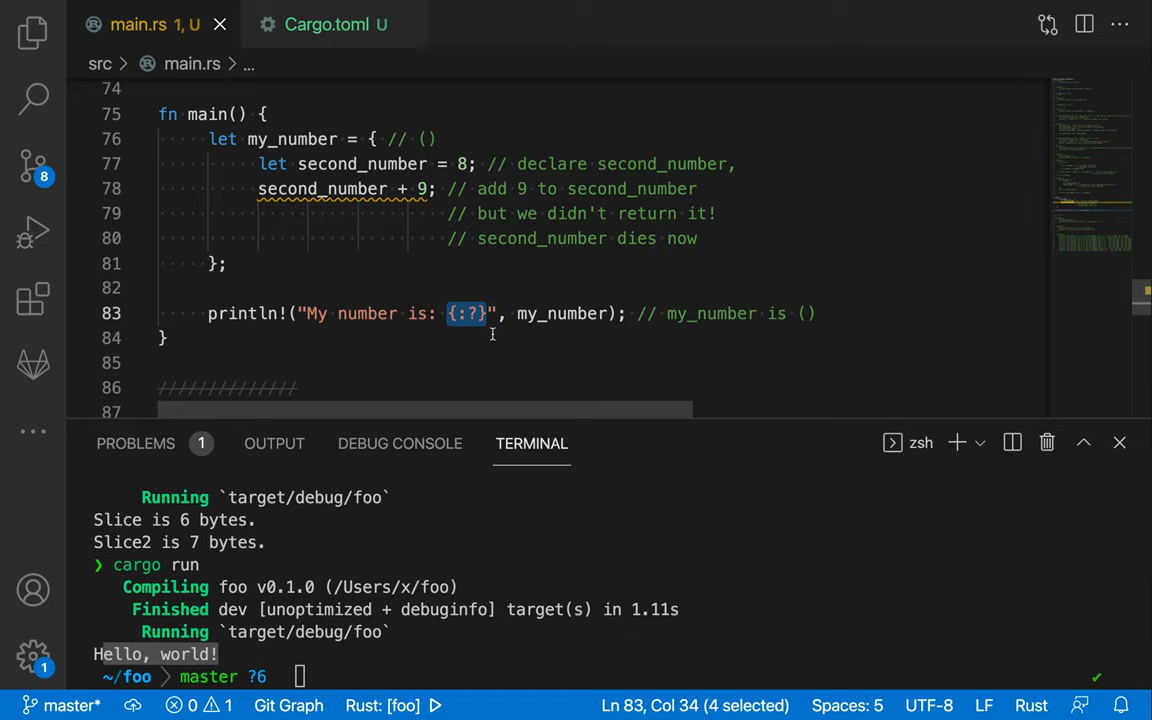 main.rs 1, U Cargo.toml U
src main.rs ...
74
75 fn main() {
76 let my_number = { // ()
77 let second_number = 8; // declare second_number,
78 second_number + 9; // add 9 to second_number
79 // but we didn't return it!
80 // second_number dies now
81 };
82
83 println!("My number is: {:?}", my_number); // my_number is ()
84 }
85
86 //////////////
87
PROBLEMS 1 OUTPUT DEBUG CONSOLE TERMINAL zsh
Running `target/debug/foo`
Slice is 6 bytes.
Slice2 is 7 bytes.
❯ cargo run
Compiling foo v0.1.0 (/Users/x/foo)
Finished dev [unoptimized + debuginfo] target(s) in 1.11s
Running `target/debug/foo`
Hello, world!
~/foo master ?6
8
1
master* 0 1 Git Graph Rust: [foo] Ln 83, Col 34 (4 selected) Spaces: 5 UTF-8 LF Rust